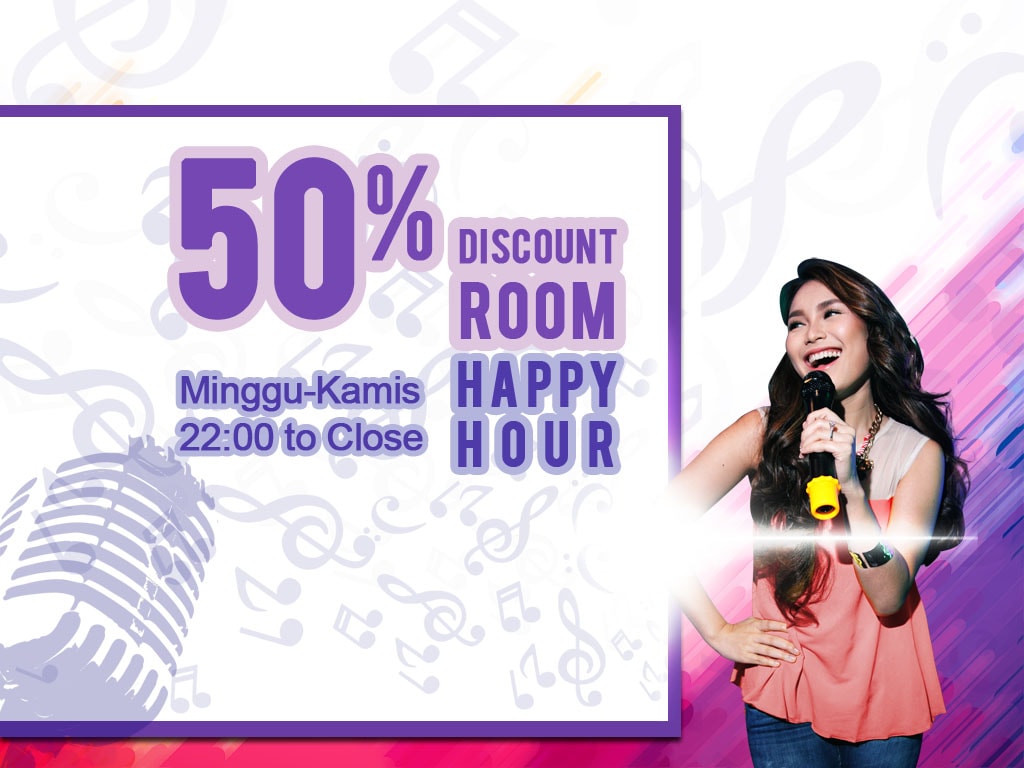 50%
DISCOUNT
ROOM
HAPPY
HOUR
Minggu-Kamis
22:00 to Close